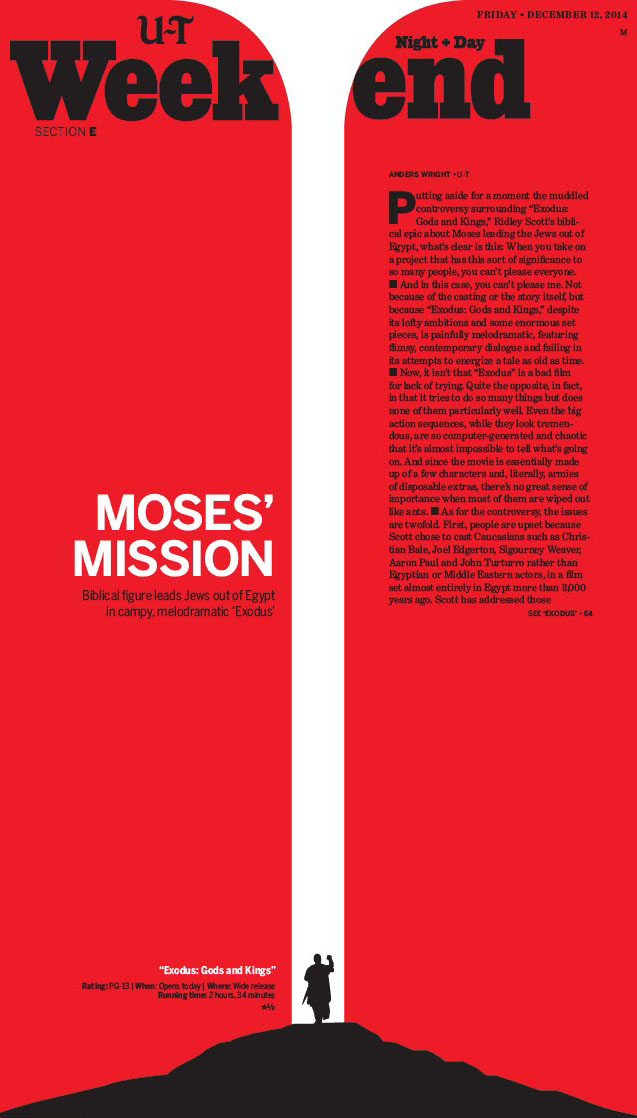 U-T
Weekend
Night + Day
FRIDAY • DECEMBER 12, 2014
M
SECTION E
ANDERS WRIGHT • U-T
Putting aside for a moment the muddled
controversy surrounding “Exodus:
Gods and Kings,” Ridley Scott’s bibli-
cal epic about Moses leading the Jews out of
Egypt, what’s clear is this: When you take on
a project that has this sort of significance to
so many people, you can’t please everyone.
■ And in this case, you can’t please me. Not
because of the casting or the story itself, but
because “Exodus: Gods and Kings,” despite
its lofty ambitions and some enormous set
pieces, is painfully melodramatic, featuring
flimsy, contemporary dialogue and failing in
its attempts to energize a tale as old as time.
■ Now, it isn’t that “Exodus” is a bad film
for lack of trying. Quite the opposite, in fact,
in that it tries to do so many things but does
none of them particularly well. Even the big
action sequences, while they look tremen-
dous, are so computer-generated and chaotic
that it’s almost impossible to tell what’s going
on. And since the movie is essentially made
up of a few characters and, literally, armies
of disposable extras, there’s no great sense of
importance when most of them are wiped out
like ants. ■ As for the controversy, the issues
are twofold. First, people are upset because
Scott chose to cast Caucasians such as Chris-
tian Bale, Joel Edgerton, Sigourney Weaver,
Aaron Paul and John Turturro rather than
Egyptian or Middle Eastern actors, in a film
set almost entirely in Egypt more than 3,000
years ago. Scott has addressed those
SEE ‘EXODUS’ • E4
MOSES’
MISSION
Biblical figure leads Jews out of Egypt
in campy, melodramatic ‘Exodus’
“Exodus: Gods and Kings”
Rating: PG-13 | When: Opens today | Where: Wide release
Running time: 2 hours, 34 minutes
★½